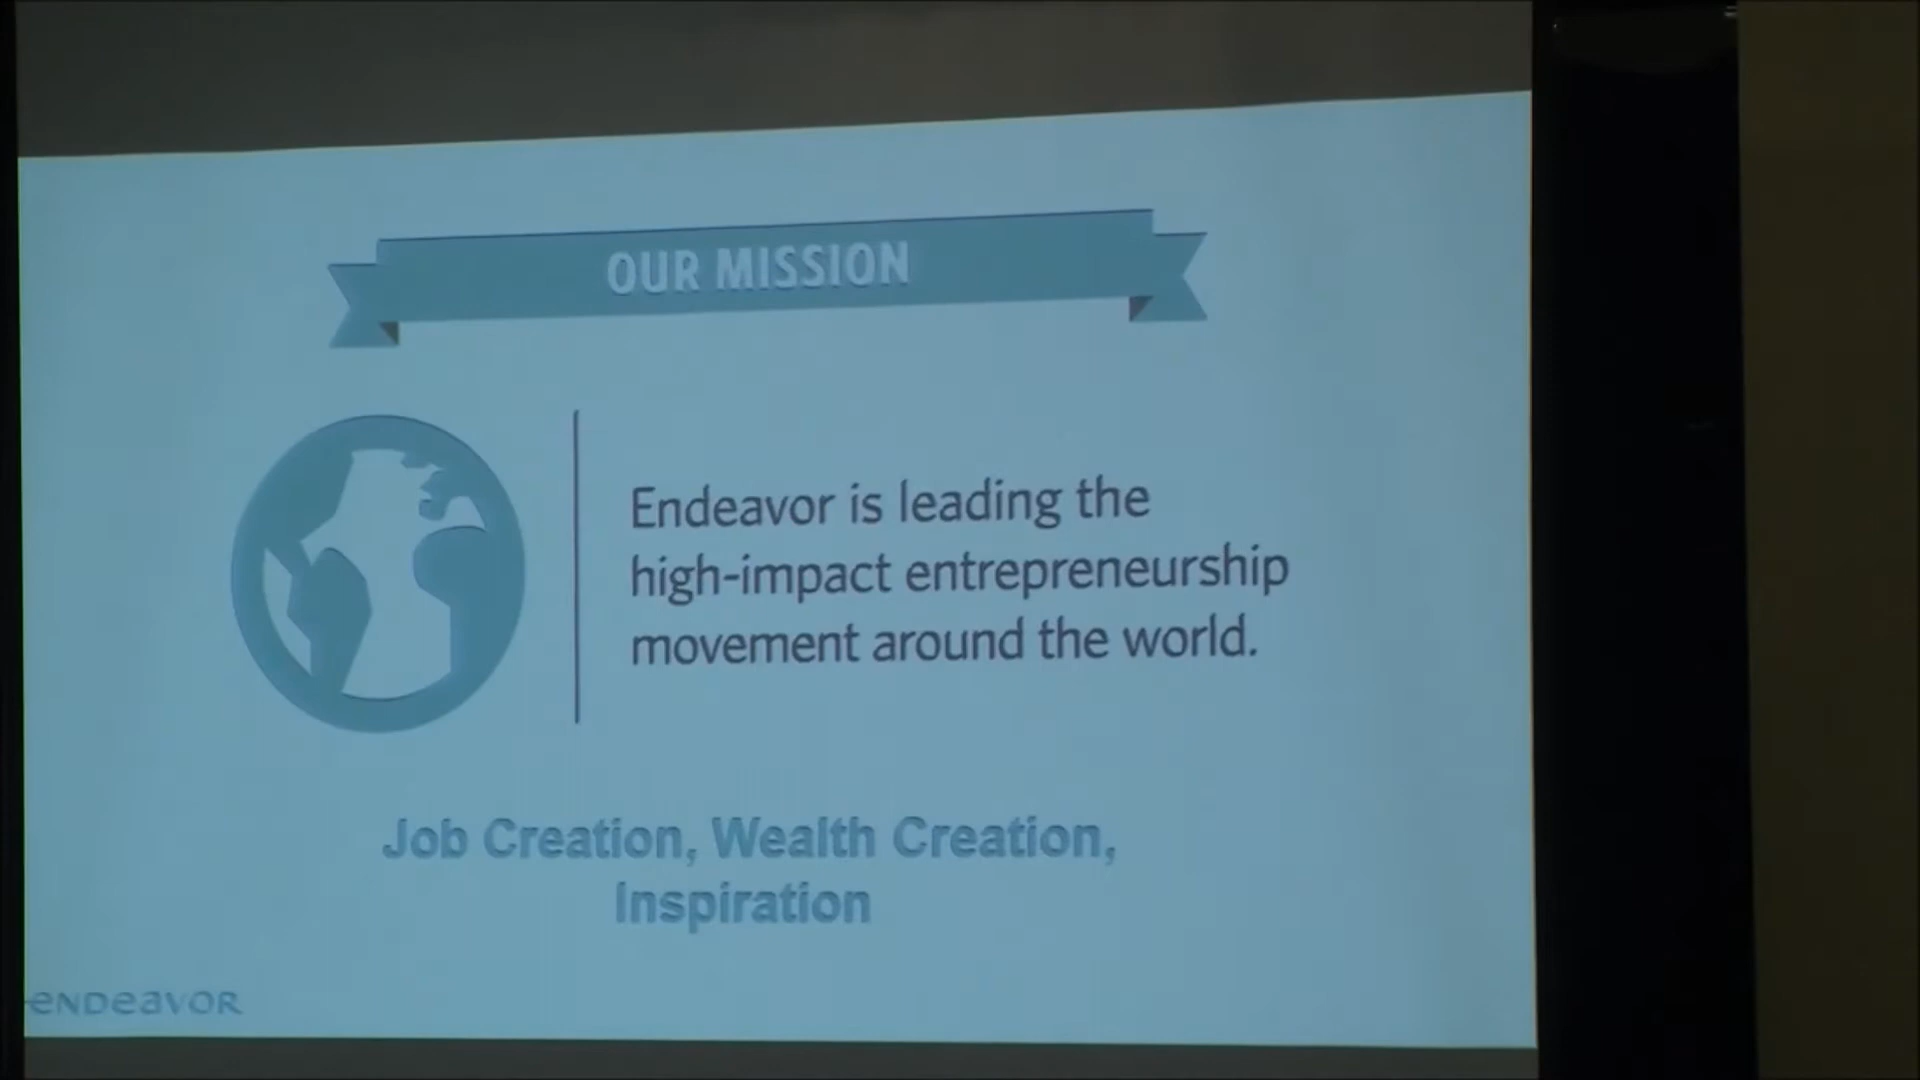 OUR MISSION
Endeavor is leading the
high-impact entrepreneurship
movement around the world.
Job Creation, Wealth Creation,
Inspiration
eNDeavOR